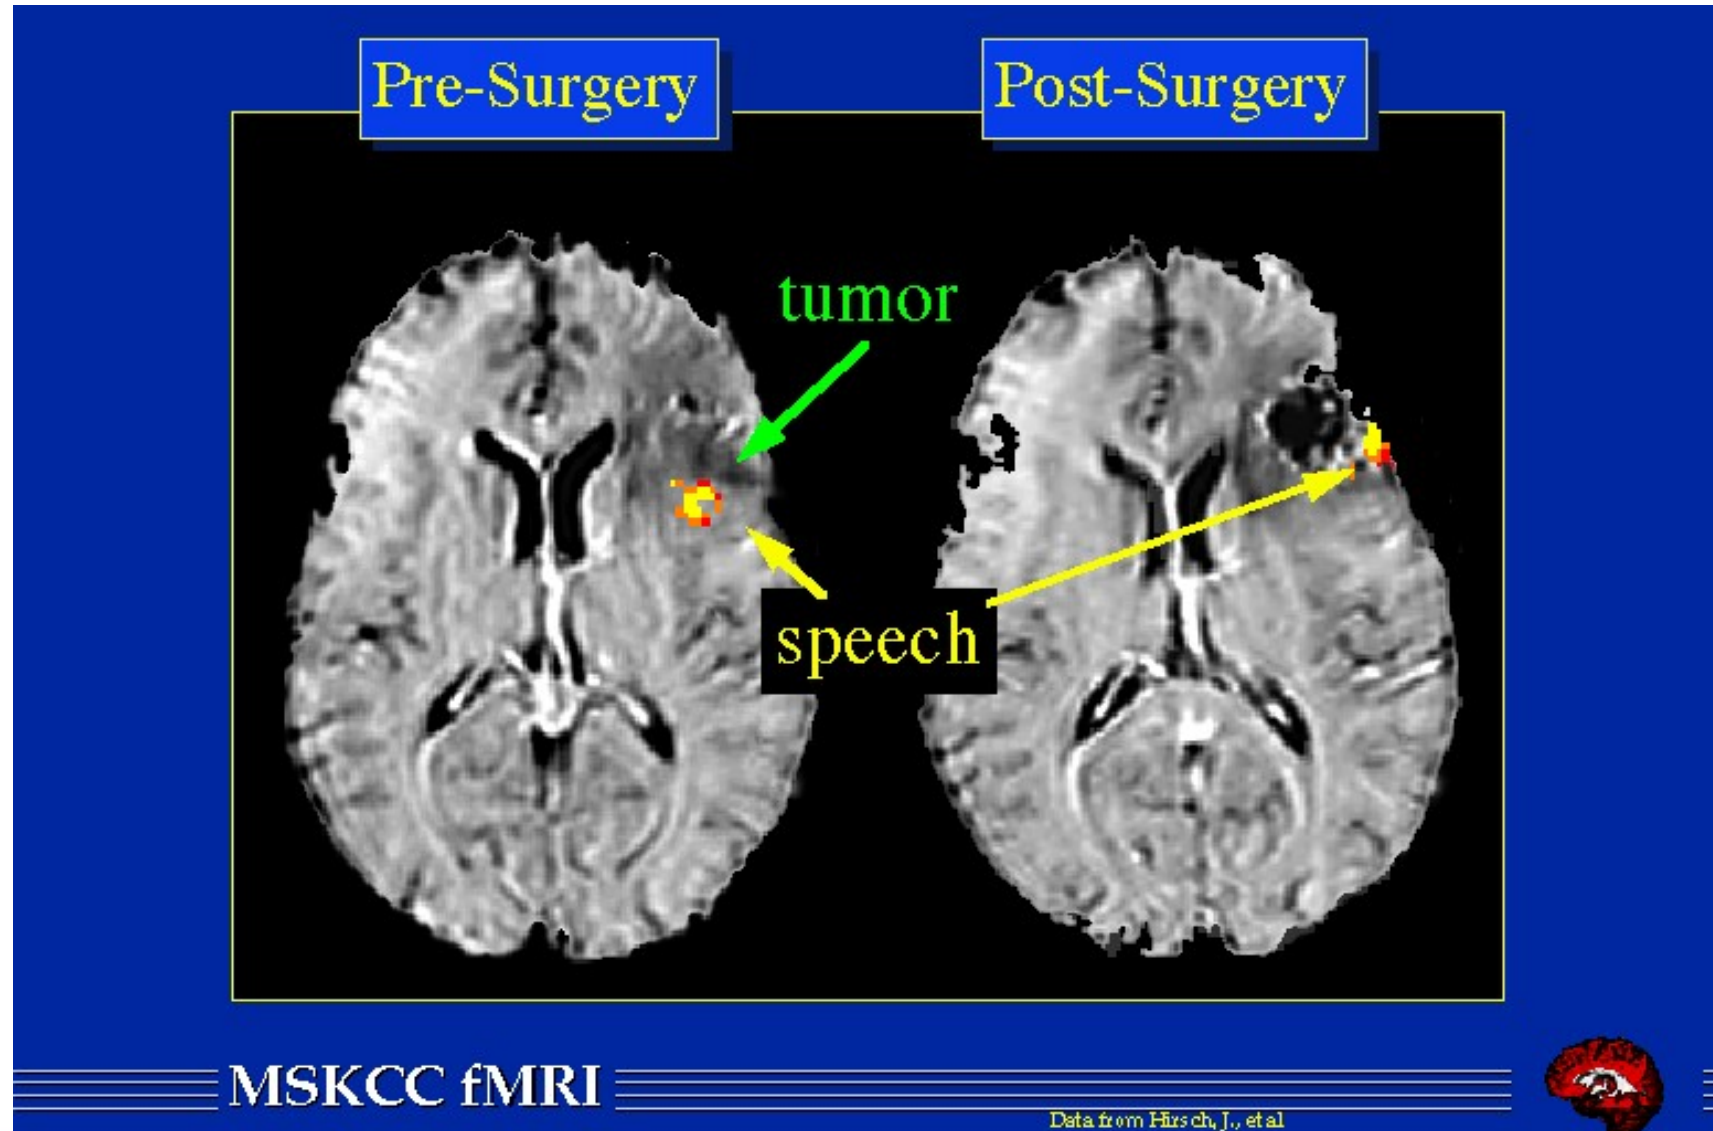 Pre-Surgery
Post-Surgery
tumor
speech
MSKCC fMRI
Data from Hirsch, J., et al